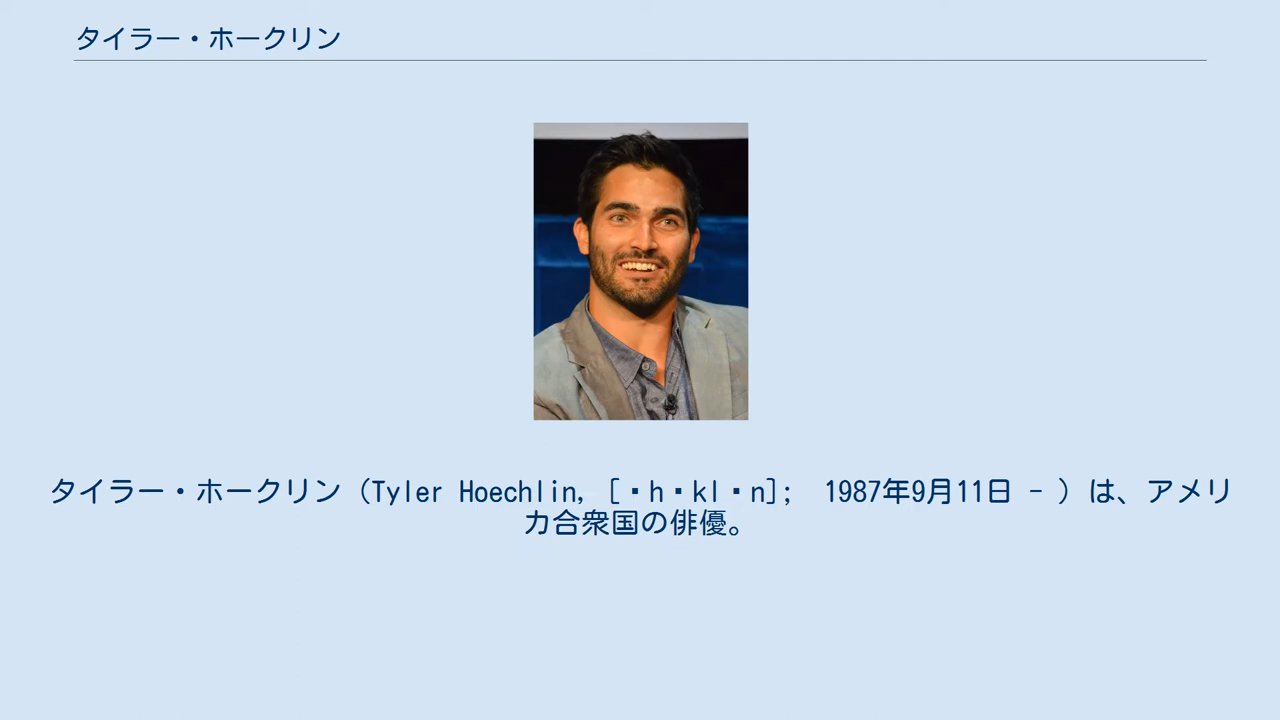 タイラー・ホークリン
タイラー・ホークリン（Tyler Hoechlin, [・h・kl・n];　1987年9月11日 - ）は、アメリ
カ合衆国の俳優。